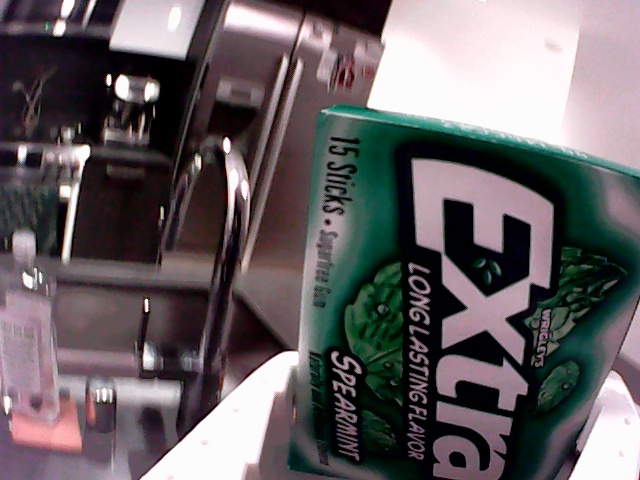 15 Sticks • Sugarfree Gum
WRIGLEY'S
Extra
LONG LASTING FLAVOR
SPEARMINT